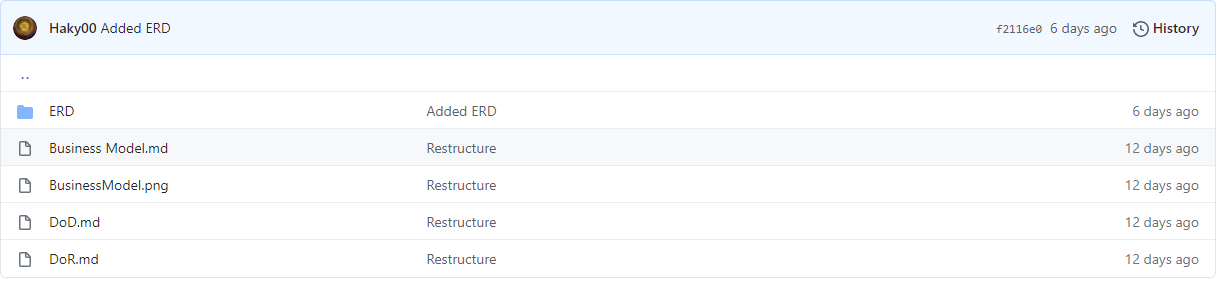 Haky00 Added ERD f2116e0 6 days ago History
..
ERD Added ERD 6 days ago
Business Model.md Restructure 12 days ago
BusinessModel.png Restructure 12 days ago
DoD.md Restructure 12 days ago
DoR.md Restructure 12 days ago